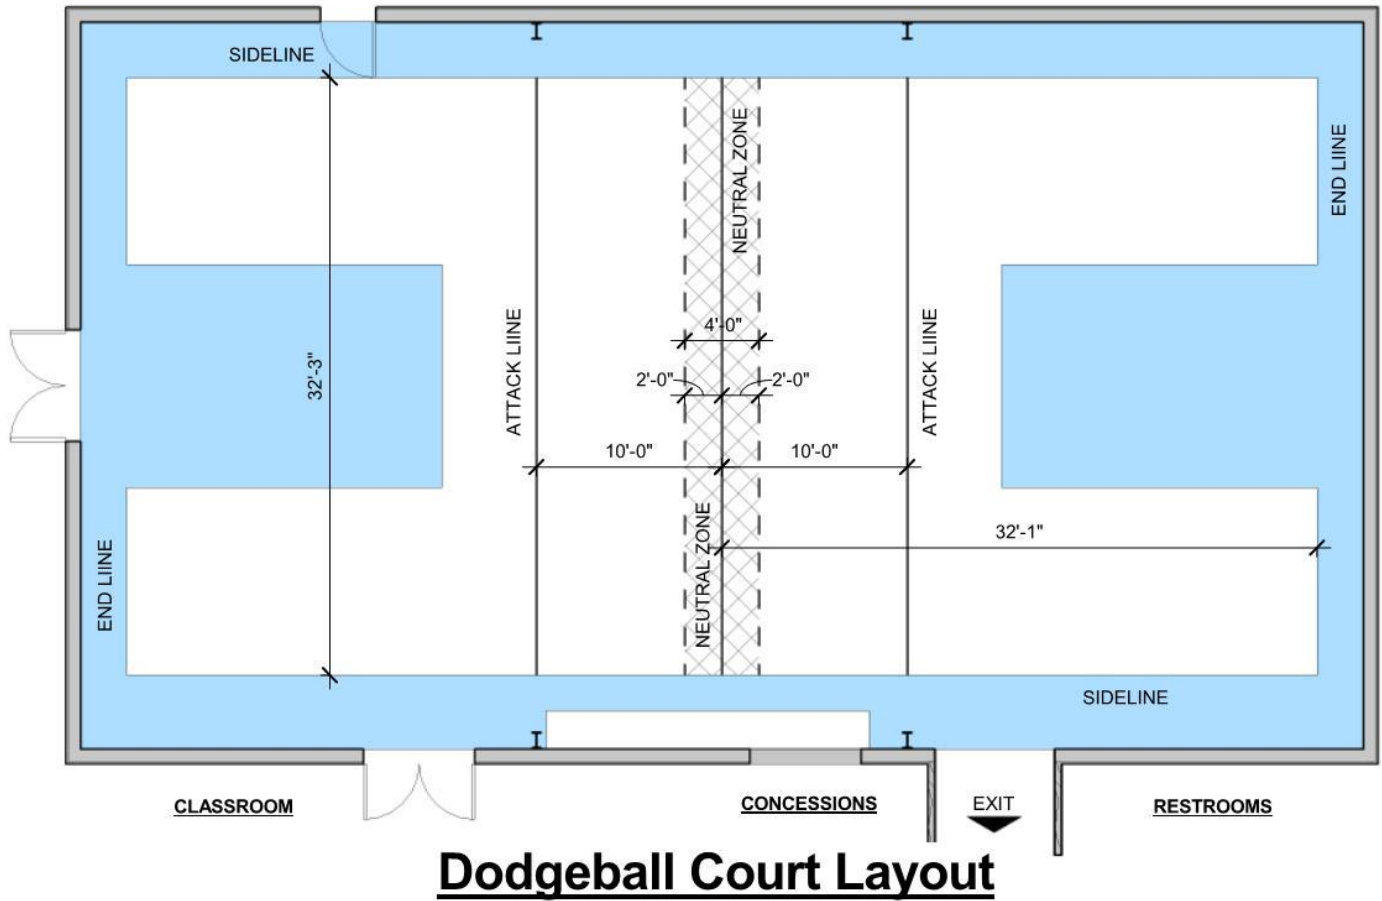 SIDELINE
NEUTRAL ZONE
END LIINE
4'-0"
2'-0"
2'-0"
ATTACK LIINE
ATTACK LIINE
32'-3"
10'-0"
10'-0"
NEUTRAL ZONE
32'-1"
END LIINE
SIDELINE
CLASSROOM
CONCESSIONS
EXIT
RESTROOMS
Dodgeball Court Layout